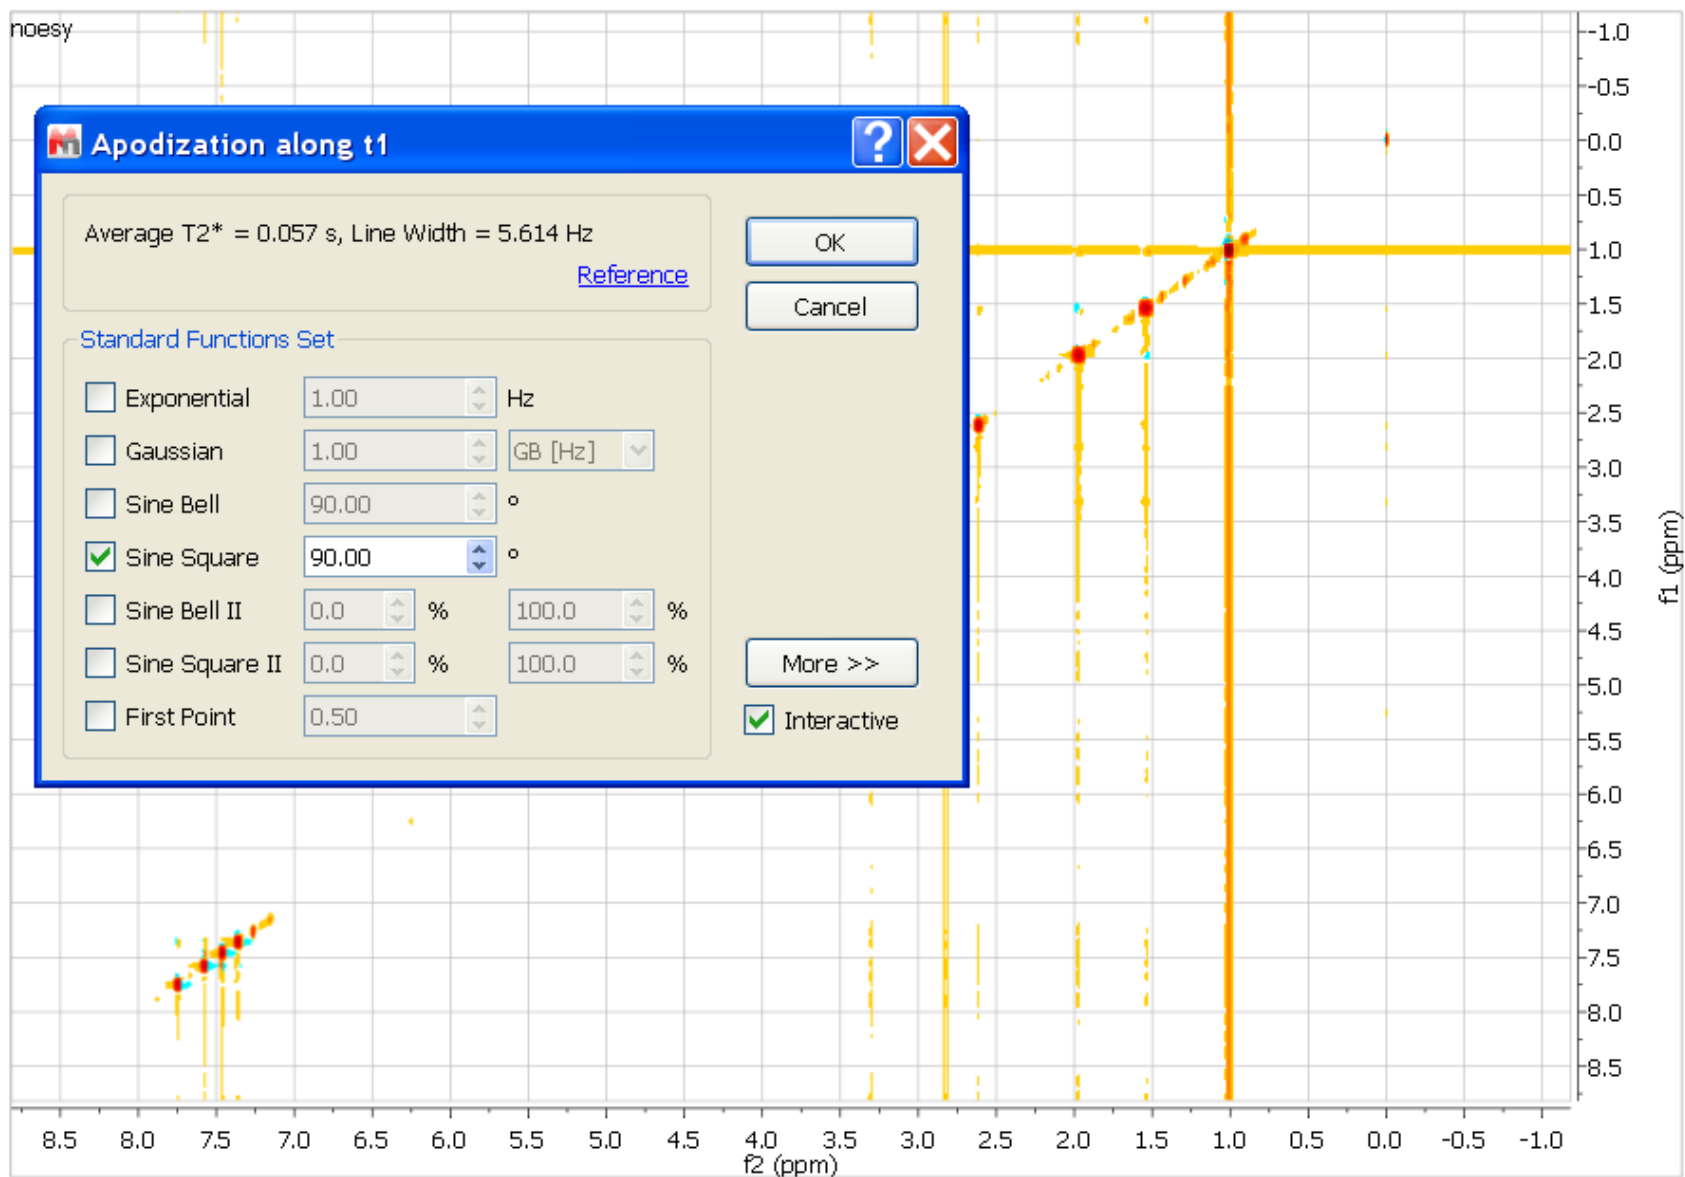 noesy
Apodization along t1
?
Average T2* = 0.057 s, Line Width = 5.614 Hz
Reference
OK
Cancel
Standard Functions Set
Exponential 1.00 Hz
Gaussian 1.00 GB [Hz]
Sine Bell 90.00 º
Sine Square 90.00 º
Sine Bell II 0.0 % 100.0 %
Sine Square II 0.0 % 100.0 %
First Point 0.50
More >>
Interactive
-1.0
-0.5
0.0
0.5
1.0
1.5
2.0
2.5
3.0
3.5
4.0
4.5
5.0
5.5
6.0
6.5
7.0
7.5
8.0
8.5
f1 (ppm)
8.5 8.0 7.5 7.0 6.5 6.0 5.5 5.0 4.5 4.0 3.5 3.0 2.5 2.0 1.5 1.0 0.5 0.0 -0.5 -1.0
f2 (ppm)